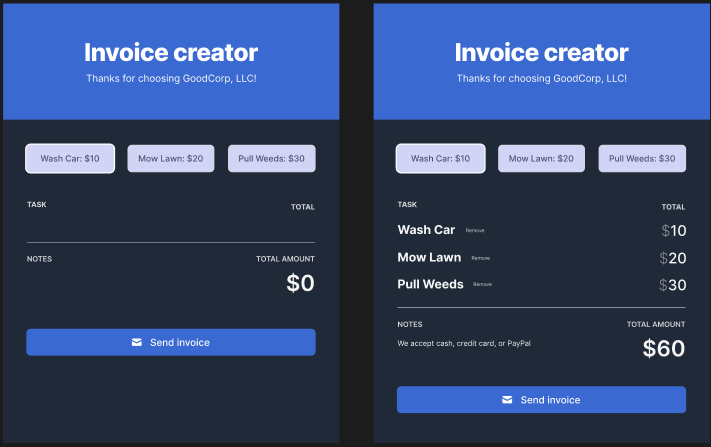 Invoice creator
Thanks for choosing GoodCorp, LLC!
Wash Car: $10 Mow Lawn: $20 Pull Weeds: $30
TASK TOTAL
NOTES TOTAL AMOUNT
$0
Send invoice
Invoice creator
Thanks for choosing GoodCorp, LLC!
Wash Car: $10 Mow Lawn: $20 Pull Weeds: $30
TASK TOTAL
Wash Car Remove $10
Mow Lawn Remove $20
Pull Weeds Remove $30
NOTES TOTAL AMOUNT
We accept cash, credit card, or PayPal $60
Send invoice